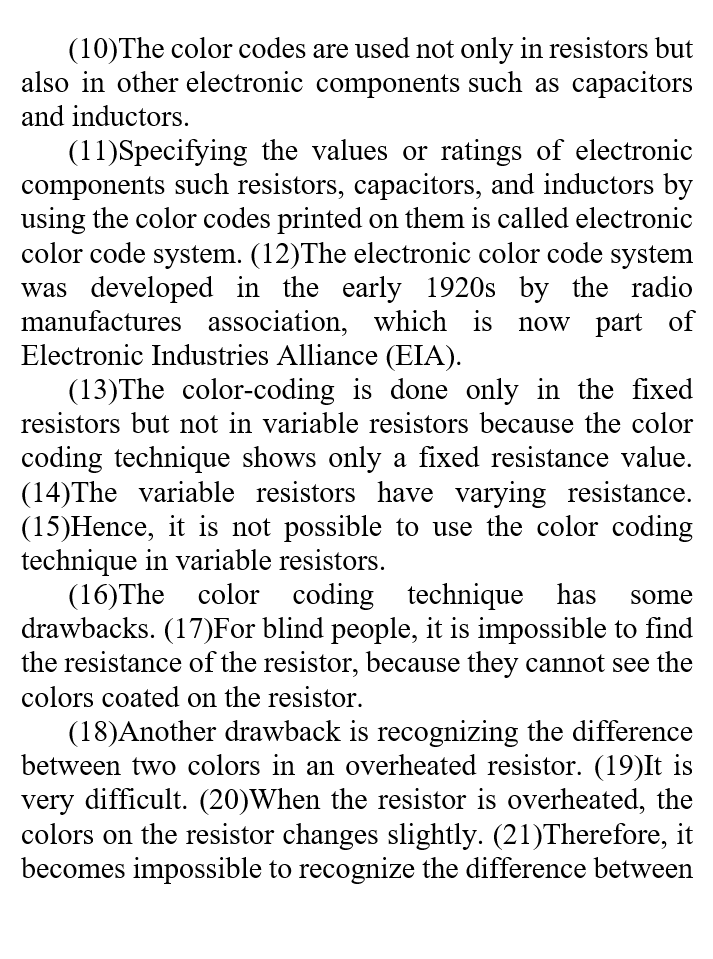 (10)The color codes are used not only in resistors but
also in other electronic components such as capacitors
and inductors.
(11)Specifying the values or ratings of electronic
components such resistors, capacitors, and inductors by
using the color codes printed on them is called electronic
color code system. (12)The electronic color code system
was developed in the early 1920s by the radio
manufactures association, which is now part of
Electronic Industries Alliance (EIA).
(13)The color-coding is done only in the fixed
resistors but not in variable resistors because the color
coding technique shows only a fixed resistance value.
(14)The variable resistors have varying resistance.
(15)Hence, it is not possible to use the color coding
technique in variable resistors.
(16)The color coding technique has some
drawbacks. (17)For blind people, it is impossible to find
the resistance of the resistor, because they cannot see the
colors coated on the resistor.
(18)Another drawback is recognizing the difference
between two colors in an overheated resistor. (19)It is
very difficult. (20)When the resistor is overheated, the
colors on the resistor changes slightly. (21)Therefore, it
becomes impossible to recognize the difference between